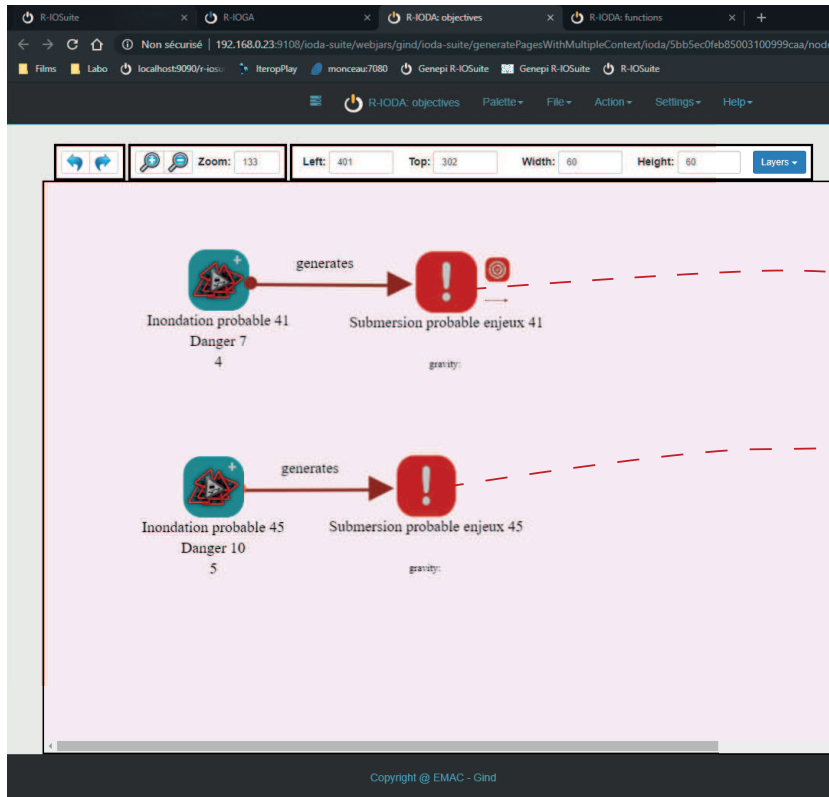 R-IOSuite R-IOGA R-IODA: objectives R-IODA: functions
Non sécurisé | 192.168.0.23:9108/ioda-suite/webjars/gind/ioda-suite/generatePagesWithMultipleContext/ioda/5bb5ec0feb85003100999caa/node
Films Labo localhost:9090/r-iosu IteropPlay monceau:7080 Genepi R-IOSuite Genepi R-IOSuite R-IOSuite
R-IODA: objectives Palette File Action Settings Help
Zoom: 133 Left: 401 Top: 302 Width: 60 Height: 60 Layers
generates
Inondation probable 41
Danger 7
4
Submersion probable enjeux 41
gravity:
generates
Inondation probable 45
Danger 10
5
Submersion probable enjeux 45
gravity:
Copyright @ EMAC - Gind